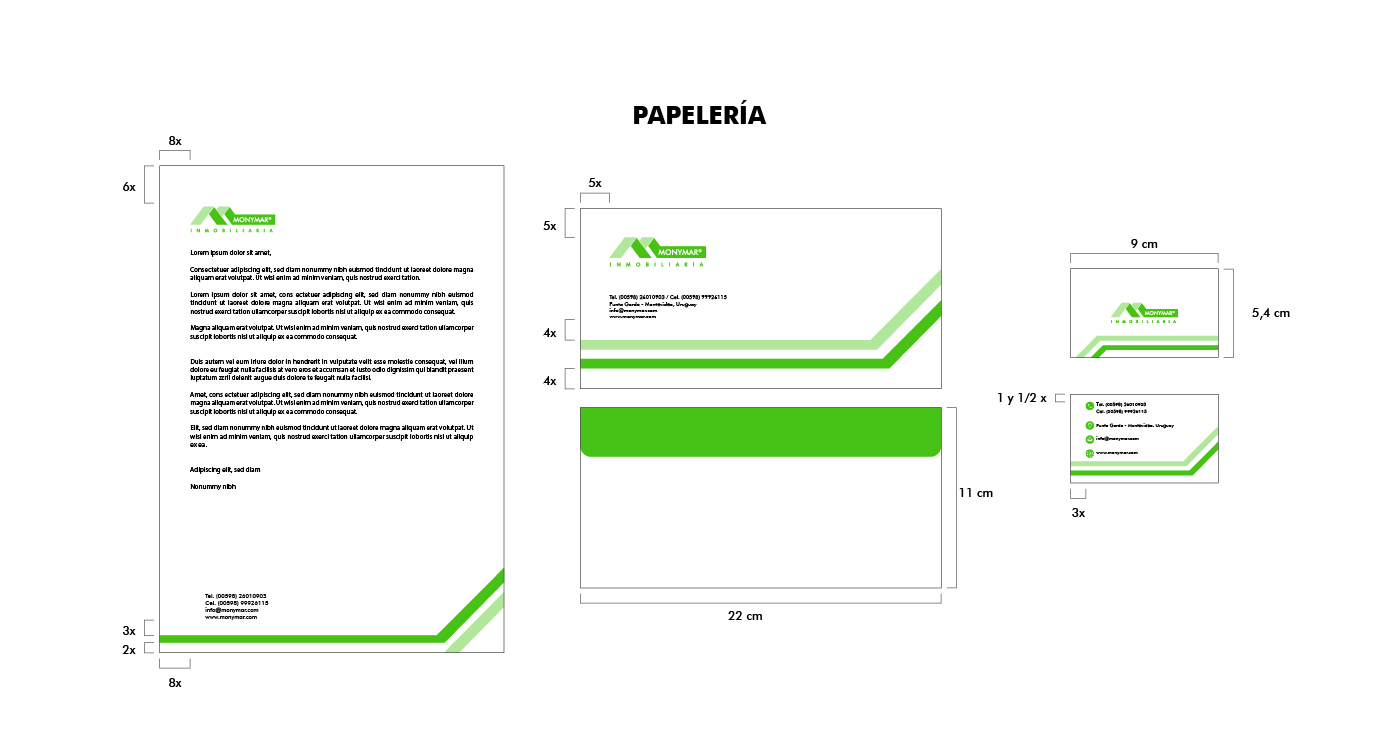 PAPELERÍA
8x
6x
MONYMAR®
INMOBILIARIA
Lorem ipsum dolor sit amet,
Consectetuer adipiscing elit, sed diam nonummy nibh euismod tincidunt ut laoreet dolore magna
aliquam erat volutpat. Ut wisi enim ad minim veniam, quis nostrud exerci tation.
Lorem ipsum dolor sit amet, cons ectetuer adipiscing elit, sed diam nonummy nibh euismod
tincidunt ut laoreet dolore magna aliquam erat volutpat. Ut wisi enim ad minim veniam, quis
nostrud exerci tation ullamcorper suscipit lobortis nisl ut aliquip ex ea commodo consequat.
Magna aliquam erat volutpat. Ut wisi enim ad minim veniam, quis nostrud exerci tation ullamcorper
suscipit lobortis nisl ut aliquip ex ea commodo consequat.
Duis autem vel eum iriure dolor in hendrerit in vulputate velit esse molestie consequat, vel illum
dolore eu feugiat nulla facilisis at vero eros et accumsan et iusto odio dignissim qui blandit praesent
luptatum zzril delenit augue duis dolore te feugait nulla facilisi.
Amet, cons ectetuer adipiscing elit, sed diam nonummy nibh euismod tincidunt ut laoreet dolore
magna aliquam erat volutpat. Ut wisi enim ad minim veniam, quis nostrud exerci tation ullamcorper
suscipit lobortis nisl ut aliquip ex ea commodo consequat.
Elit, sed diam nonummy nibh euismod tincidunt ut laoreet dolore magna aliquam erat volutpat. Ut
wisi enim ad minim veniam, quis nostrud exerci tation ullamcorper suscipit lobortis nisl ut aliquip
ex ea.
Adipiscing elit, sed diam
Nonummy nibh
Tel. (00598) 26010903
Cel. (00598) 99926115
info@monymar.com
www.monymar.com
3x
2x
8x
5x
5x
MONYMAR®
INMOBILIARIA
Tel. (00598) 26010903 / Cel. (00598) 99926115
Punta Gorda - Montevideo, Uruguay
info@monymar.com
www.monymar.com
4x
4x
11 cm
22 cm
9 cm
MONYMAR®
INMOBILIARIA
5,4 cm
1 y 1/2 x
Tel. (00598) 26010903
Cel. (00598) 99926115
Punta Gorda - Montevideo, Uruguay
info@monymar.com
www.monymar.com
3x